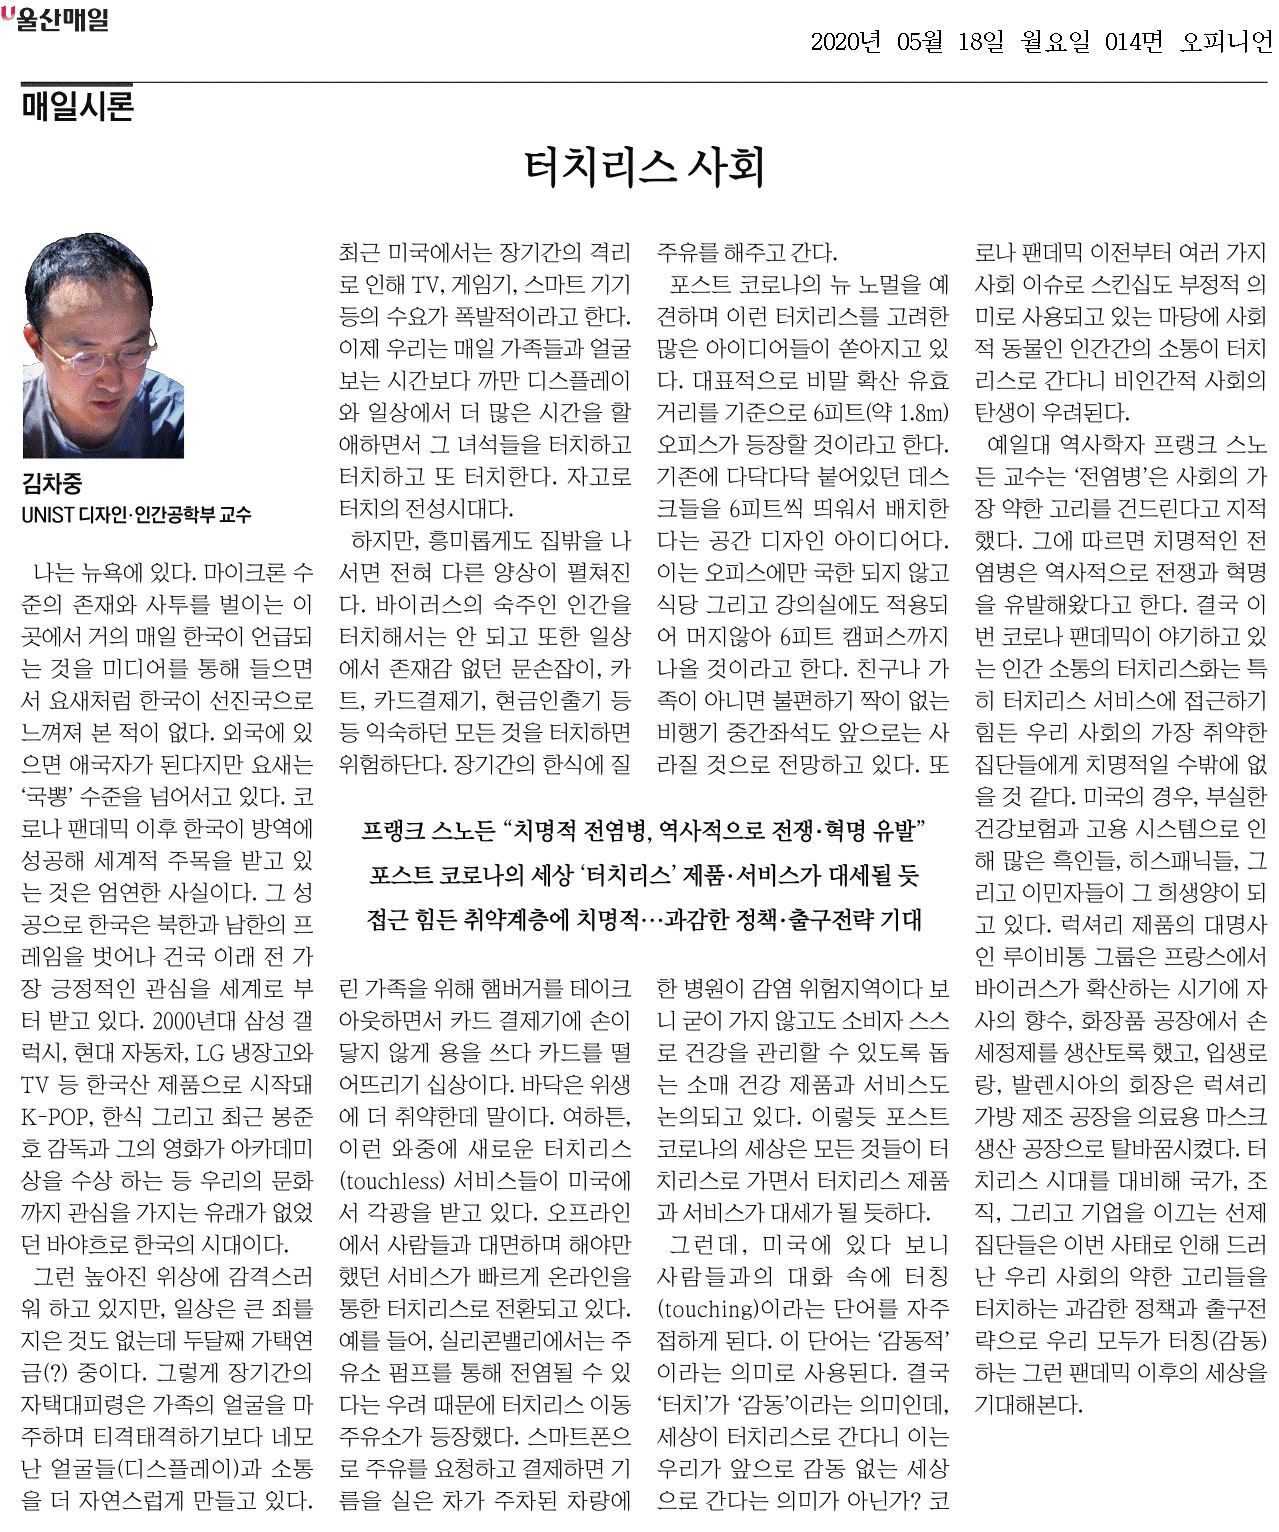 울산매일
2020년 05월 18일 월요일 014면 오피니언
매일시론
터치리스 사회
김차중
UNIST 디자인·인간공학부 교수
나는 뉴욕에 있다. 마이크론 수
준의 존재와 사투를 벌이는 이
곳에서 거의 매일 한국이 언급되
는 것을 미디어를 통해 들으면
서 요새처럼 한국이 선진국으로
느껴져 본 적이 없다. 외국에 있
으면 애국자가 된다지만 요새는
‘국뽕’ 수준을 넘어서고 있다. 코
로나 팬데믹 이후 한국이 방역에
성공해 세계적 주목을 받고 있
는 것은 엄연한 사실이다. 그 성
공으로 한국은 북한과 남한의 프
레임을 벗어나 건국 이래 전 가
장 긍정적인 관심을 세계로 부
터 받고 있다. 2000년대 삼성 갤
럭시, 현대 자동차, LG 냉장고와
TV 등 한국산 제품으로 시작돼
K-POP, 한식 그리고 최근 봉준
호 감독과 그의 영화가 아카데미
상을 수상 하는 등 우리의 문화
까지 관심을 가지는 유래가 없었
던 바야흐로 한국의 시대이다.
그런 높아진 위상에 감격스러
워 하고 있지만, 일상은 큰 죄를
지은 것도 없는데 두달째 가택연
금(?) 중이다. 그렇게 장기간의
자택대피령은 가족의 얼굴을 마
주하며 티격태격하기보다 네모
난 얼굴들(디스플레이)과 소통
을 더 자연스럽게 만들고 있다.
최근 미국에서는 장기간의 격리
로 인해 TV, 게임기, 스마트 기기
등의 수요가 폭발적이라고 한다.
이제 우리는 매일 가족들과 얼굴
보는 시간보다 까만 디스플레이
와 일상에서 더 많은 시간을 할
애하면서 그 녀석들을 터치하고
터치하고 또 터치한다. 자고로
터치의 전성시대다.
하지만, 흥미롭게도 집밖을 나
서면 전혀 다른 양상이 펼쳐진
다. 바이러스의 숙주인 인간을
터치해서는 안 되고 또한 일상
에서 존재감 없던 문손잡이, 카
트, 카드결제기, 현금인출기 등
등 익숙하던 모든 것을 터치하면
위험하단다. 장기간의 한식에 질
프랭크 스노든 “치명적 전염병, 역사적으로 전쟁·혁명 유발”
포스트 코로나의 세상 ‘터치리스’ 제품·서비스가 대세될 듯
접근 힘든 취약계층에 치명적…과감한 정책·출구전략 기대
린 가족을 위해 햄버거를 테이크
아웃하면서 카드 결제기에 손이
닿지 않게 용을 쓰다 카드를 떨
어뜨리기 십상이다. 바닥은 위생
에 더 취약한데 말이다. 여하튼,
이런 와중에 새로운 터치리스
(touchless) 서비스들이 미국에
서 각광을 받고 있다. 오프라인
에서 사람들과 대면하며 해야만
했던 서비스가 빠르게 온라인을
통한 터치리스로 전환되고 있다.
예를 들어, 실리콘밸리에서는 주
유소 펌프를 통해 전염될 수 있
다는 우려 때문에 터치리스 이동
주유소가 등장했다. 스마트폰으
로 주유를 요청하고 결제하면 기
름을 실은 차가 주차된 차량에
주유를 해주고 간다.
포스트 코로나의 뉴 노멀을 예
견하며 이런 터치리스를 고려한
많은 아이디어들이 쏟아지고 있
다. 대표적으로 비말 확산 유효
거리를 기준으로 6피트(약 1.8m)
오피스가 등장할 것이라고 한다.
기존에 다닥다닥 붙어있던 데스
크들을 6피트씩 띄워서 배치한
다는 공간 디자인 아이디어다.
이는 오피스에만 국한 되지 않고
식당 그리고 강의실에도 적용되
어 머지않아 6피트 캠퍼스까지
나올 것이라고 한다. 친구나 가
족이 아니면 불편하기 짝이 없는
비행기 중간좌석도 앞으로는 사
라질 것으로 전망하고 있다. 또
한 병원이 감염 위험지역이다 보
니 굳이 가지 않고도 소비자 스스
로 건강을 관리할 수 있도록 돕
는 소매 건강 제품과 서비스도
논의되고 있다. 이렇듯 포스트
코로나의 세상은 모든 것들이 터
치리스로 가면서 터치리스 제품
과 서비스가 대세가 될 듯하다.
그런데, 미국에 있다 보니
사람들과의 대화 속에 터칭
(touching)이라는 단어를 자주
접하게 된다. 이 단어는 ‘감동적’
이라는 의미로 사용된다. 결국
‘터치’가 ‘감동’이라는 의미인데,
세상이 터치리스로 간다니 이는
우리가 앞으로 감동 없는 세상
으로 간다는 의미가 아닌가? 코
로나 팬데믹 이전부터 여러 가지
사회 이슈로 스킨십도 부정적 의
미로 사용되고 있는 마당에 사회
적 동물인 인간간의 소통이 터치
리스로 간다니 비인간적 사회의
탄생이 우려된다.
예일대 역사학자 프랭크 스노
든 교수는 ‘전염병’은 사회의 가
장 약한 고리를 건드린다고 지적
했다. 그에 따르면 치명적인 전
염병은 역사적으로 전쟁과 혁명
을 유발해왔다고 한다. 결국 이
번 코로나 팬데믹이 야기하고 있
는 인간 소통의 터치리스화는 특
히 터치리스 서비스에 접근하기
힘든 우리 사회의 가장 취약한
집단들에게 치명적일 수밖에 없
을 것 같다. 미국의 경우, 부실한
건강보험과 고용 시스템으로 인
해 많은 흑인들, 히스패닉들, 그
리고 이민자들이 그 희생양이 되
고 있다. 럭셔리 제품의 대명사
인 루이비통 그룹은 프랑스에서
바이러스가 확산하는 시기에 자
사의 향수, 화장품 공장에서 손
세정제를 생산토록 했고, 입생로
랑, 발렌시아의 회장은 럭셔리
가방 제조 공장을 의료용 마스크
생산 공장으로 탈바꿈시켰다. 터
치리스 시대를 대비해 국가, 조
직, 그리고 기업을 이끄는 선제
집단들은 이번 사태로 인해 드러
난 우리 사회의 약한 고리들을
터치하는 과감한 정책과 출구전
략으로 우리 모두가 터칭(감동)
하는 그런 팬데믹 이후의 세상을
기대해본다.